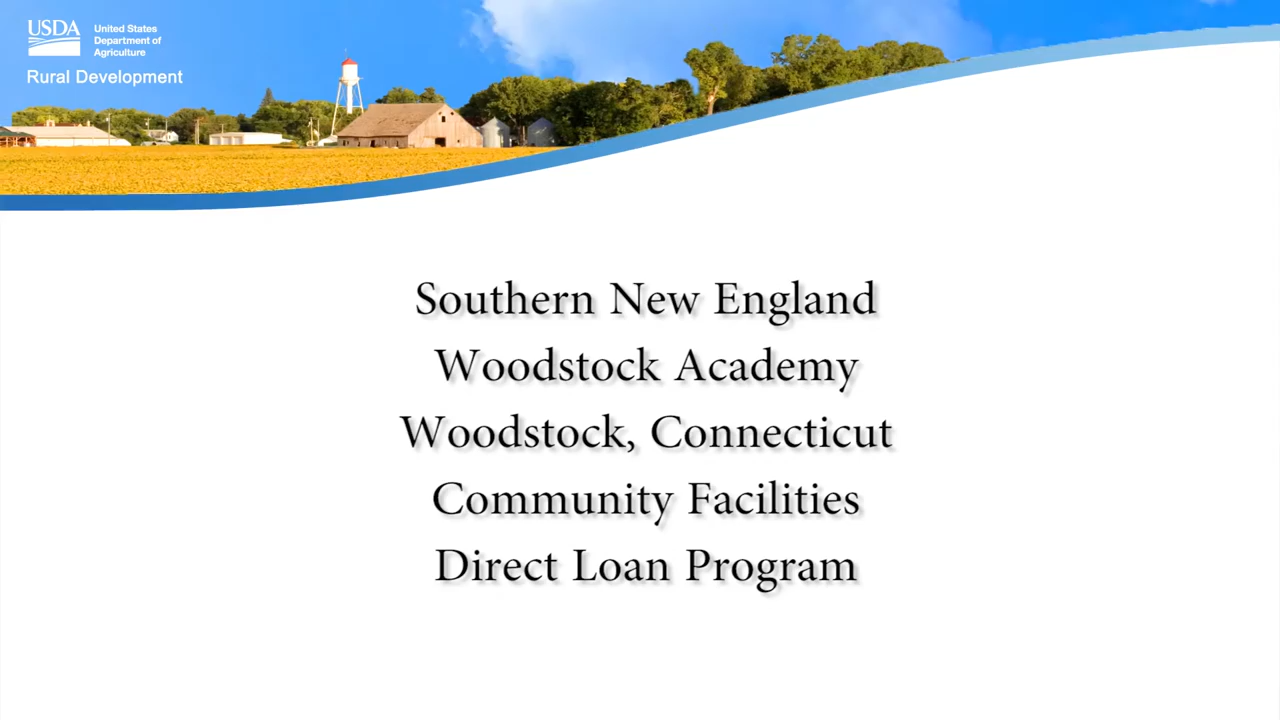 USDA
United States
Department of
Agriculture
Rural Development
Southern New England
Woodstock Academy
Woodstock, Connecticut
Community Facilities
Direct Loan Program